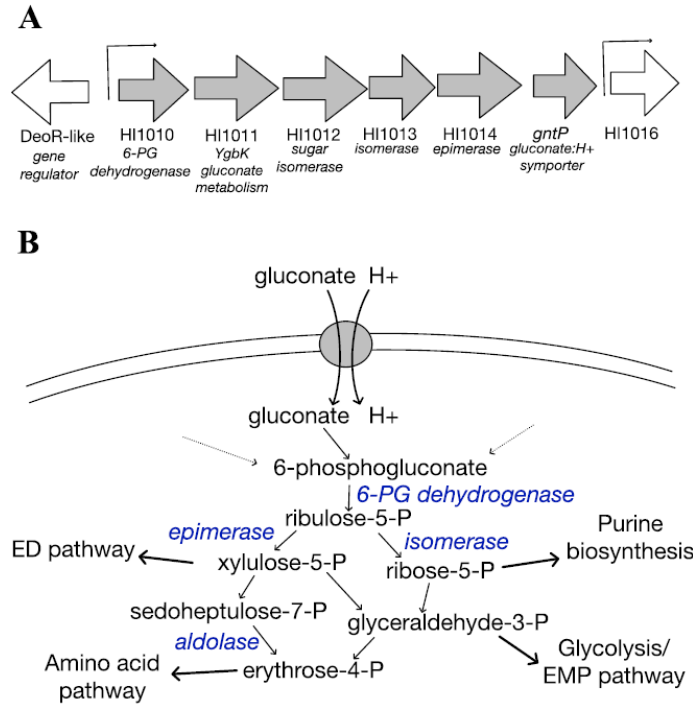 A
DeoR-like
gene
regulator
HI1010
6-PG
dehydrogenase
HI1011
YgbK
gluconate
metabolism
HI1012
sugar
isomerase
HI1013
isomerase
HI1014
epimerase
gntP
gluconate:H+
symporter
HI1016
B
gluconate H+
gluconate H+
6-phosphogluconate
6-PG dehydrogenase
ribulose-5-P
epimerase
isomerase
Purine
biosynthesis
ED pathway
xylulose-5-P
ribose-5-P
sedoheptulose-7-P
glyceraldehyde-3-P
aldolase
Glycolysis/
EMP pathway
Amino acid
pathway
erythrose-4-P